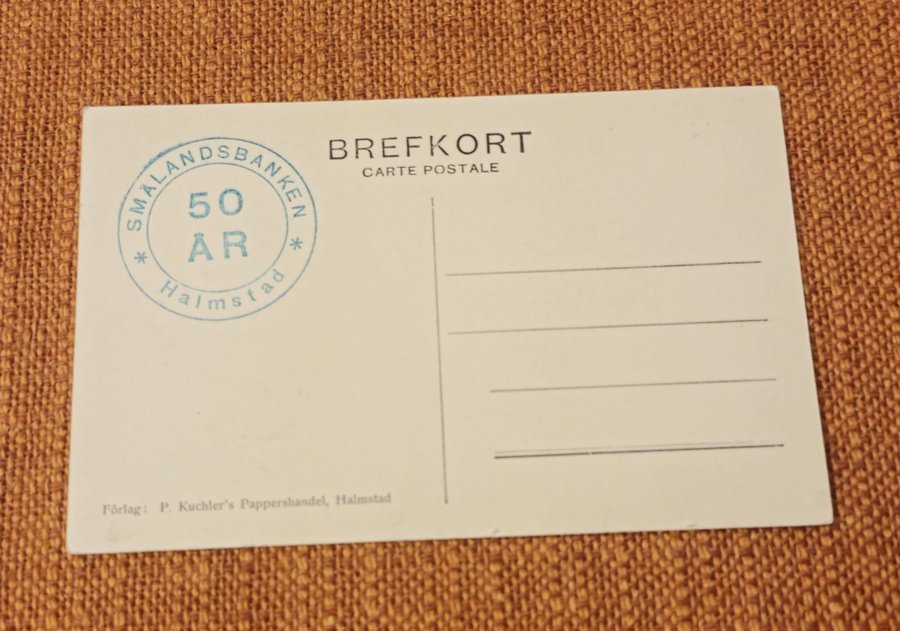 BREFKORT
CARTE POSTALE
* SMÅLANDSBANKEN *
50
ÅR
Halmstad
Förlag: P. Kuchler's Pappershandel, Halmstad